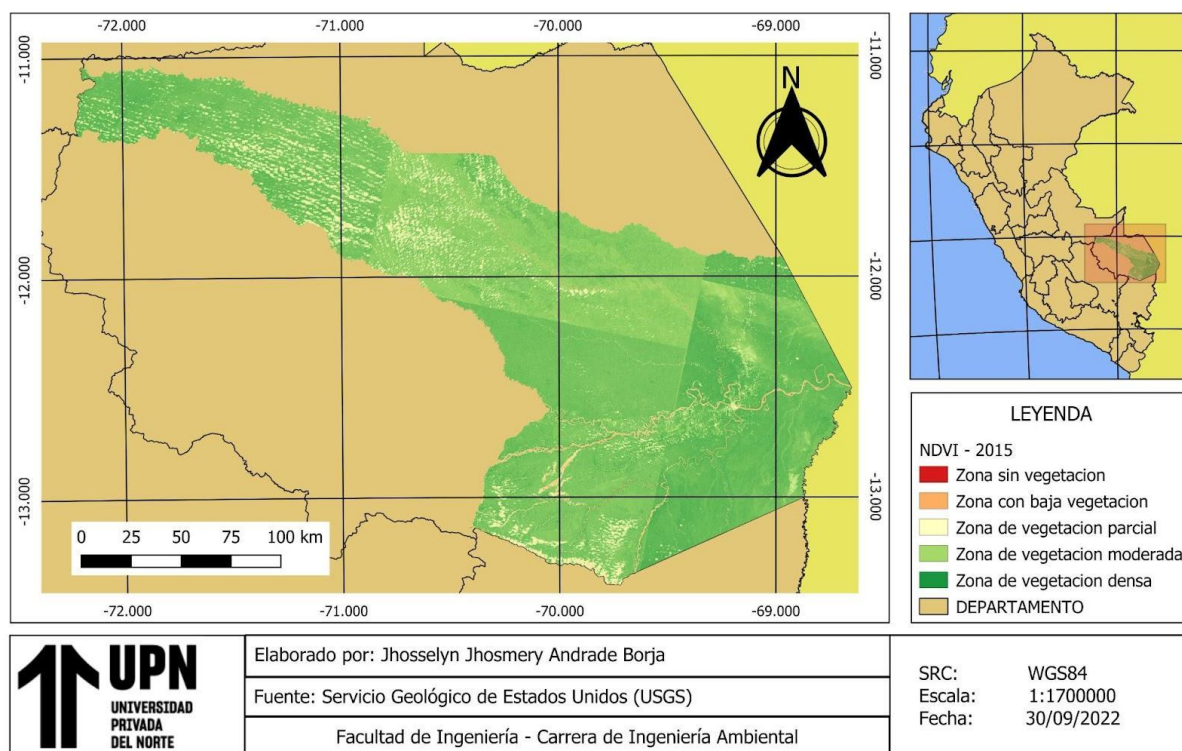 -72.000 -71.000 -70.000 -69.000
-11.000 -11.000
N
-12.000 -12.000
-13.000 -13.000
0 25 50 75 100 km
-72.000 -71.000 -70.000 -69.000
LEYENDA
NDVI - 2015
Zona sin vegetacion
Zona con baja vegetacion
Zona de vegetacion parcial
Zona de vegetacion moderada
Zona de vegetacion densa
DEPARTAMENTO
UPN
UNIVERSIDAD
PRIVADA
DEL NORTE
Elaborado por: Jhosselyn Jhosmery Andrade Borja
Fuente: Servicio Geológico de Estados Unidos (USGS)
Facultad de Ingeniería - Carrera de Ingeniería Ambiental
SRC: WGS84
Escala: 1:1700000
Fecha: 30/09/2022